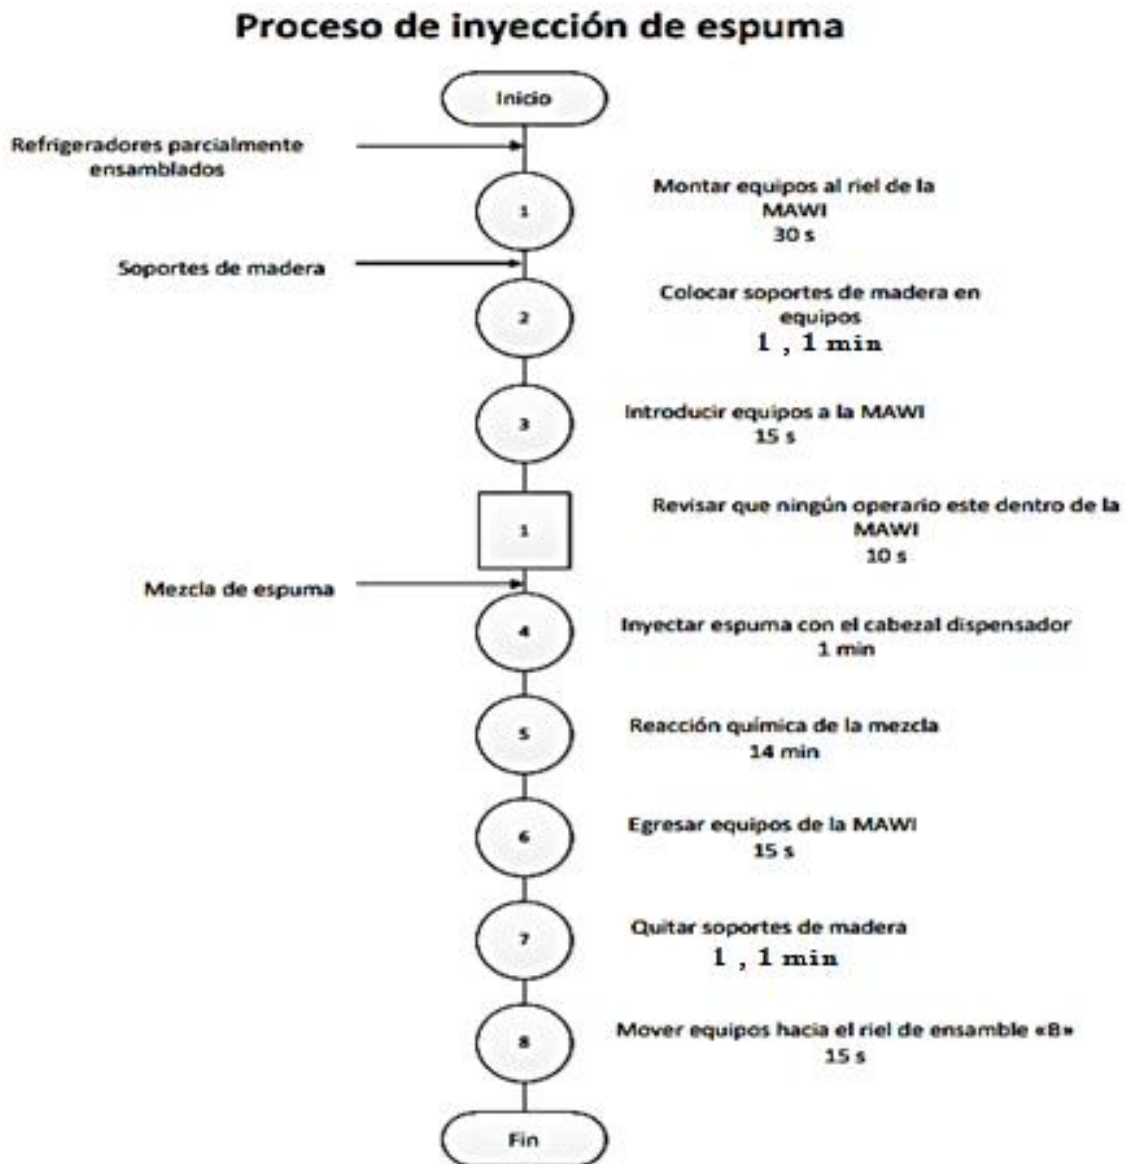 Proceso de inyección de espuma
Inicio
Refrigeradores parcialmente
ensamblados
1
Montar equipos al riel de la
MAWI
30 s
Soportes de madera
2
Colocar soportes de madera en
equipos
1 , 1 min
3
Introducir equipos a la MAWI
15 s
1
Revisar que ningún operario este dentro de la
MAWI
10 s
Mezcla de espuma
4
Inyectar espuma con el cabezal dispensador
1 min
5
Reacción química de la mezcla
14 min
6
Egresar equipos de la MAWI
15 s
7
Quitar soportes de madera
1 , 1 min
8
Mover equipos hacia el riel de ensamble «B»
15 s
Fin